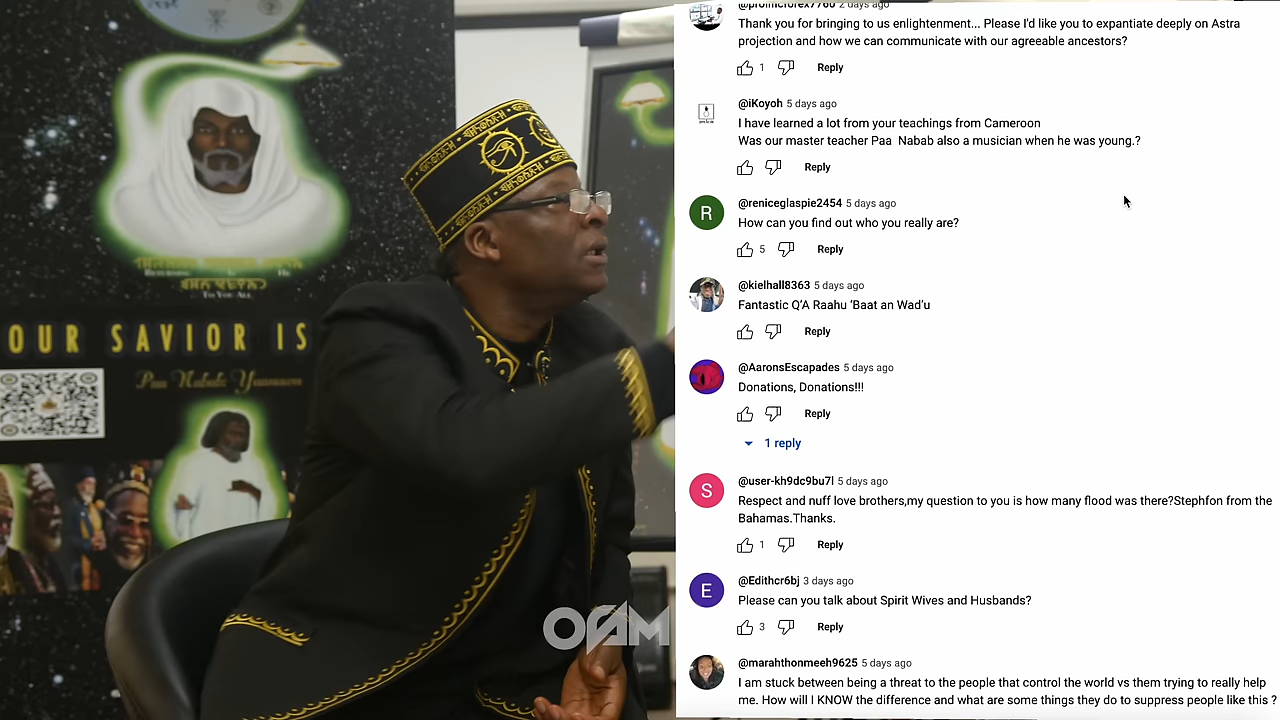 RETURNING To He
To You All
OUR SAVIOR IS
Paa Nabab Yaanuwn
OGM
@prolificforex7760 2 days ago
Thank you for bringing to us enlightenment... Please I'd like you to expantiate deeply on Astra
projection and how we can communicate with our agreeable ancestors?
1 Reply
@iKoyoh 5 days ago
I have learned a lot from your teachings from Cameroon
Was our master teacher Paa Nabab also a musician when he was young.?
Reply
R
@reniceglaspie2454 5 days ago
How can you find out who you really are?
5 Reply
@kielhall8363 5 days ago
Fantastic Q'A Raahu 'Baat an Wad'u
Reply
@AaronsEscapades 5 days ago
Donations, Donations!!!
Reply
1 reply
S
@user-kh9dc9bu7l 5 days ago
Respect and nuff love brothers,my question to you is how many flood was there?Stephfon from the
Bahamas.Thanks.
1 Reply
E
@Edithcr6bj 3 days ago
Please can you talk about Spirit Wives and Husbands?
3 Reply
@marahthonmeeh9625 5 days ago
I am stuck between being a threat to the people that control the world vs them trying to really help
me. How will I KNOW the difference and what are some things they do to suppress people like this ?